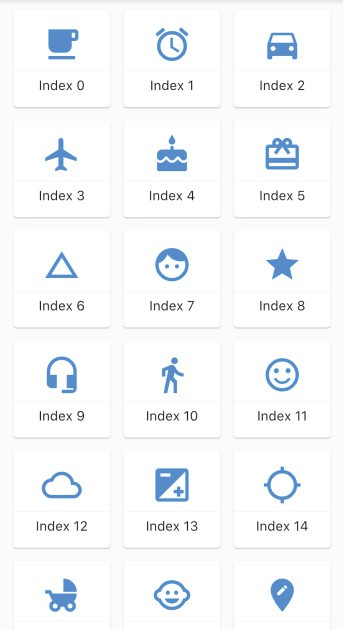 Index 0
Index 1
Index 2
Index 3
Index 4
Index 5
Index 6
Index 7
Index 8
Index 9
Index 10
Index 11
Index 12
Index 13
Index 14